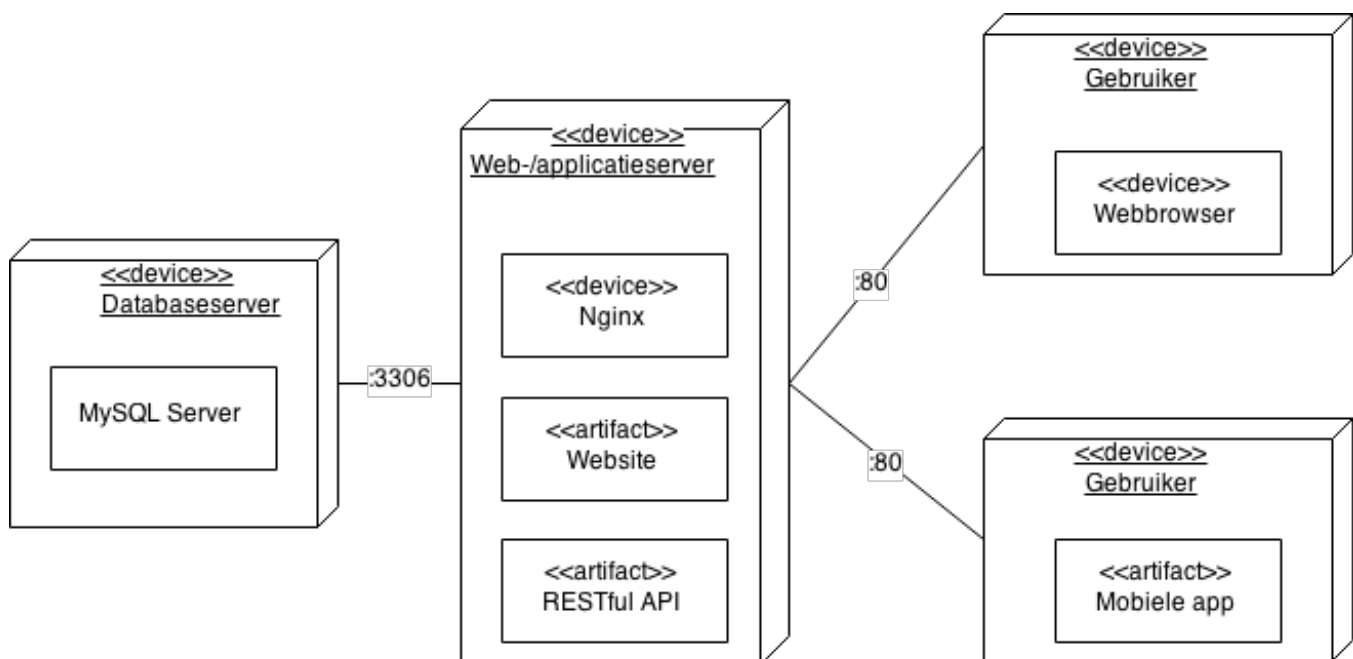 <<device>>
Databaseserver
MySQL Server
:3306
<<device>>
Web-/applicatieserver
<<device>>
Nginx
<<artifact>>
Website
<<artifact>>
RESTful API
:80
:80
<<device>>
Gebruiker
<<device>>
Webbrowser
<<device>>
Gebruiker
<<artifact>>
Mobiele app